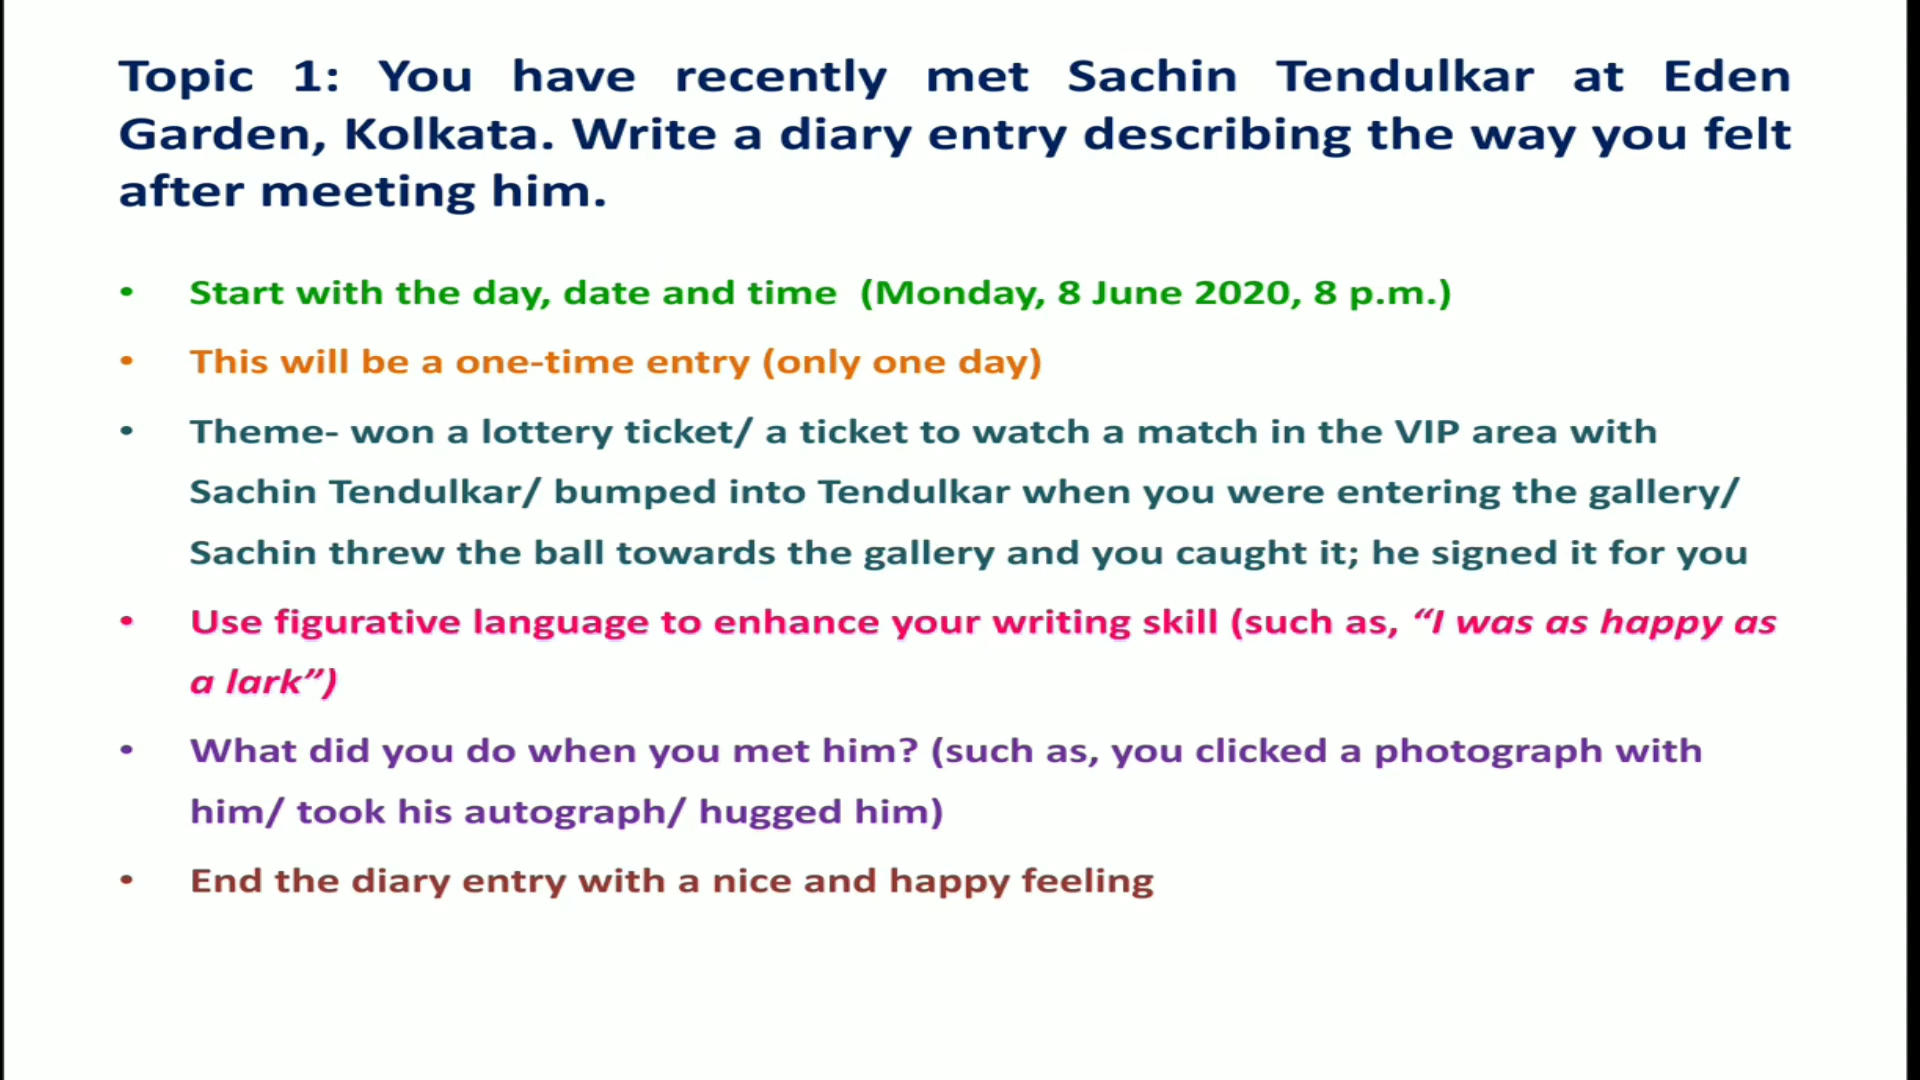 Topic 1: You have recently met Sachin Tendulkar at Eden
Garden, Kolkata. Write a diary entry describing the way you felt
after meeting him.
• Start with the day, date and time (Monday, 8 June 2020, 8 p.m.)
• This will be a one-time entry (only one day)
• Theme- won a lottery ticket/ a ticket to watch a match in the VIP area with
Sachin Tendulkar/ bumped into Tendulkar when you were entering the gallery/
Sachin threw the ball towards the gallery and you caught it; he signed it for you
• Use figurative language to enhance your writing skill (such as, “I was as happy as
a lark”)
• What did you do when you met him? (such as, you clicked a photograph with
him/ took his autograph/ hugged him)
• End the diary entry with a nice and happy feeling